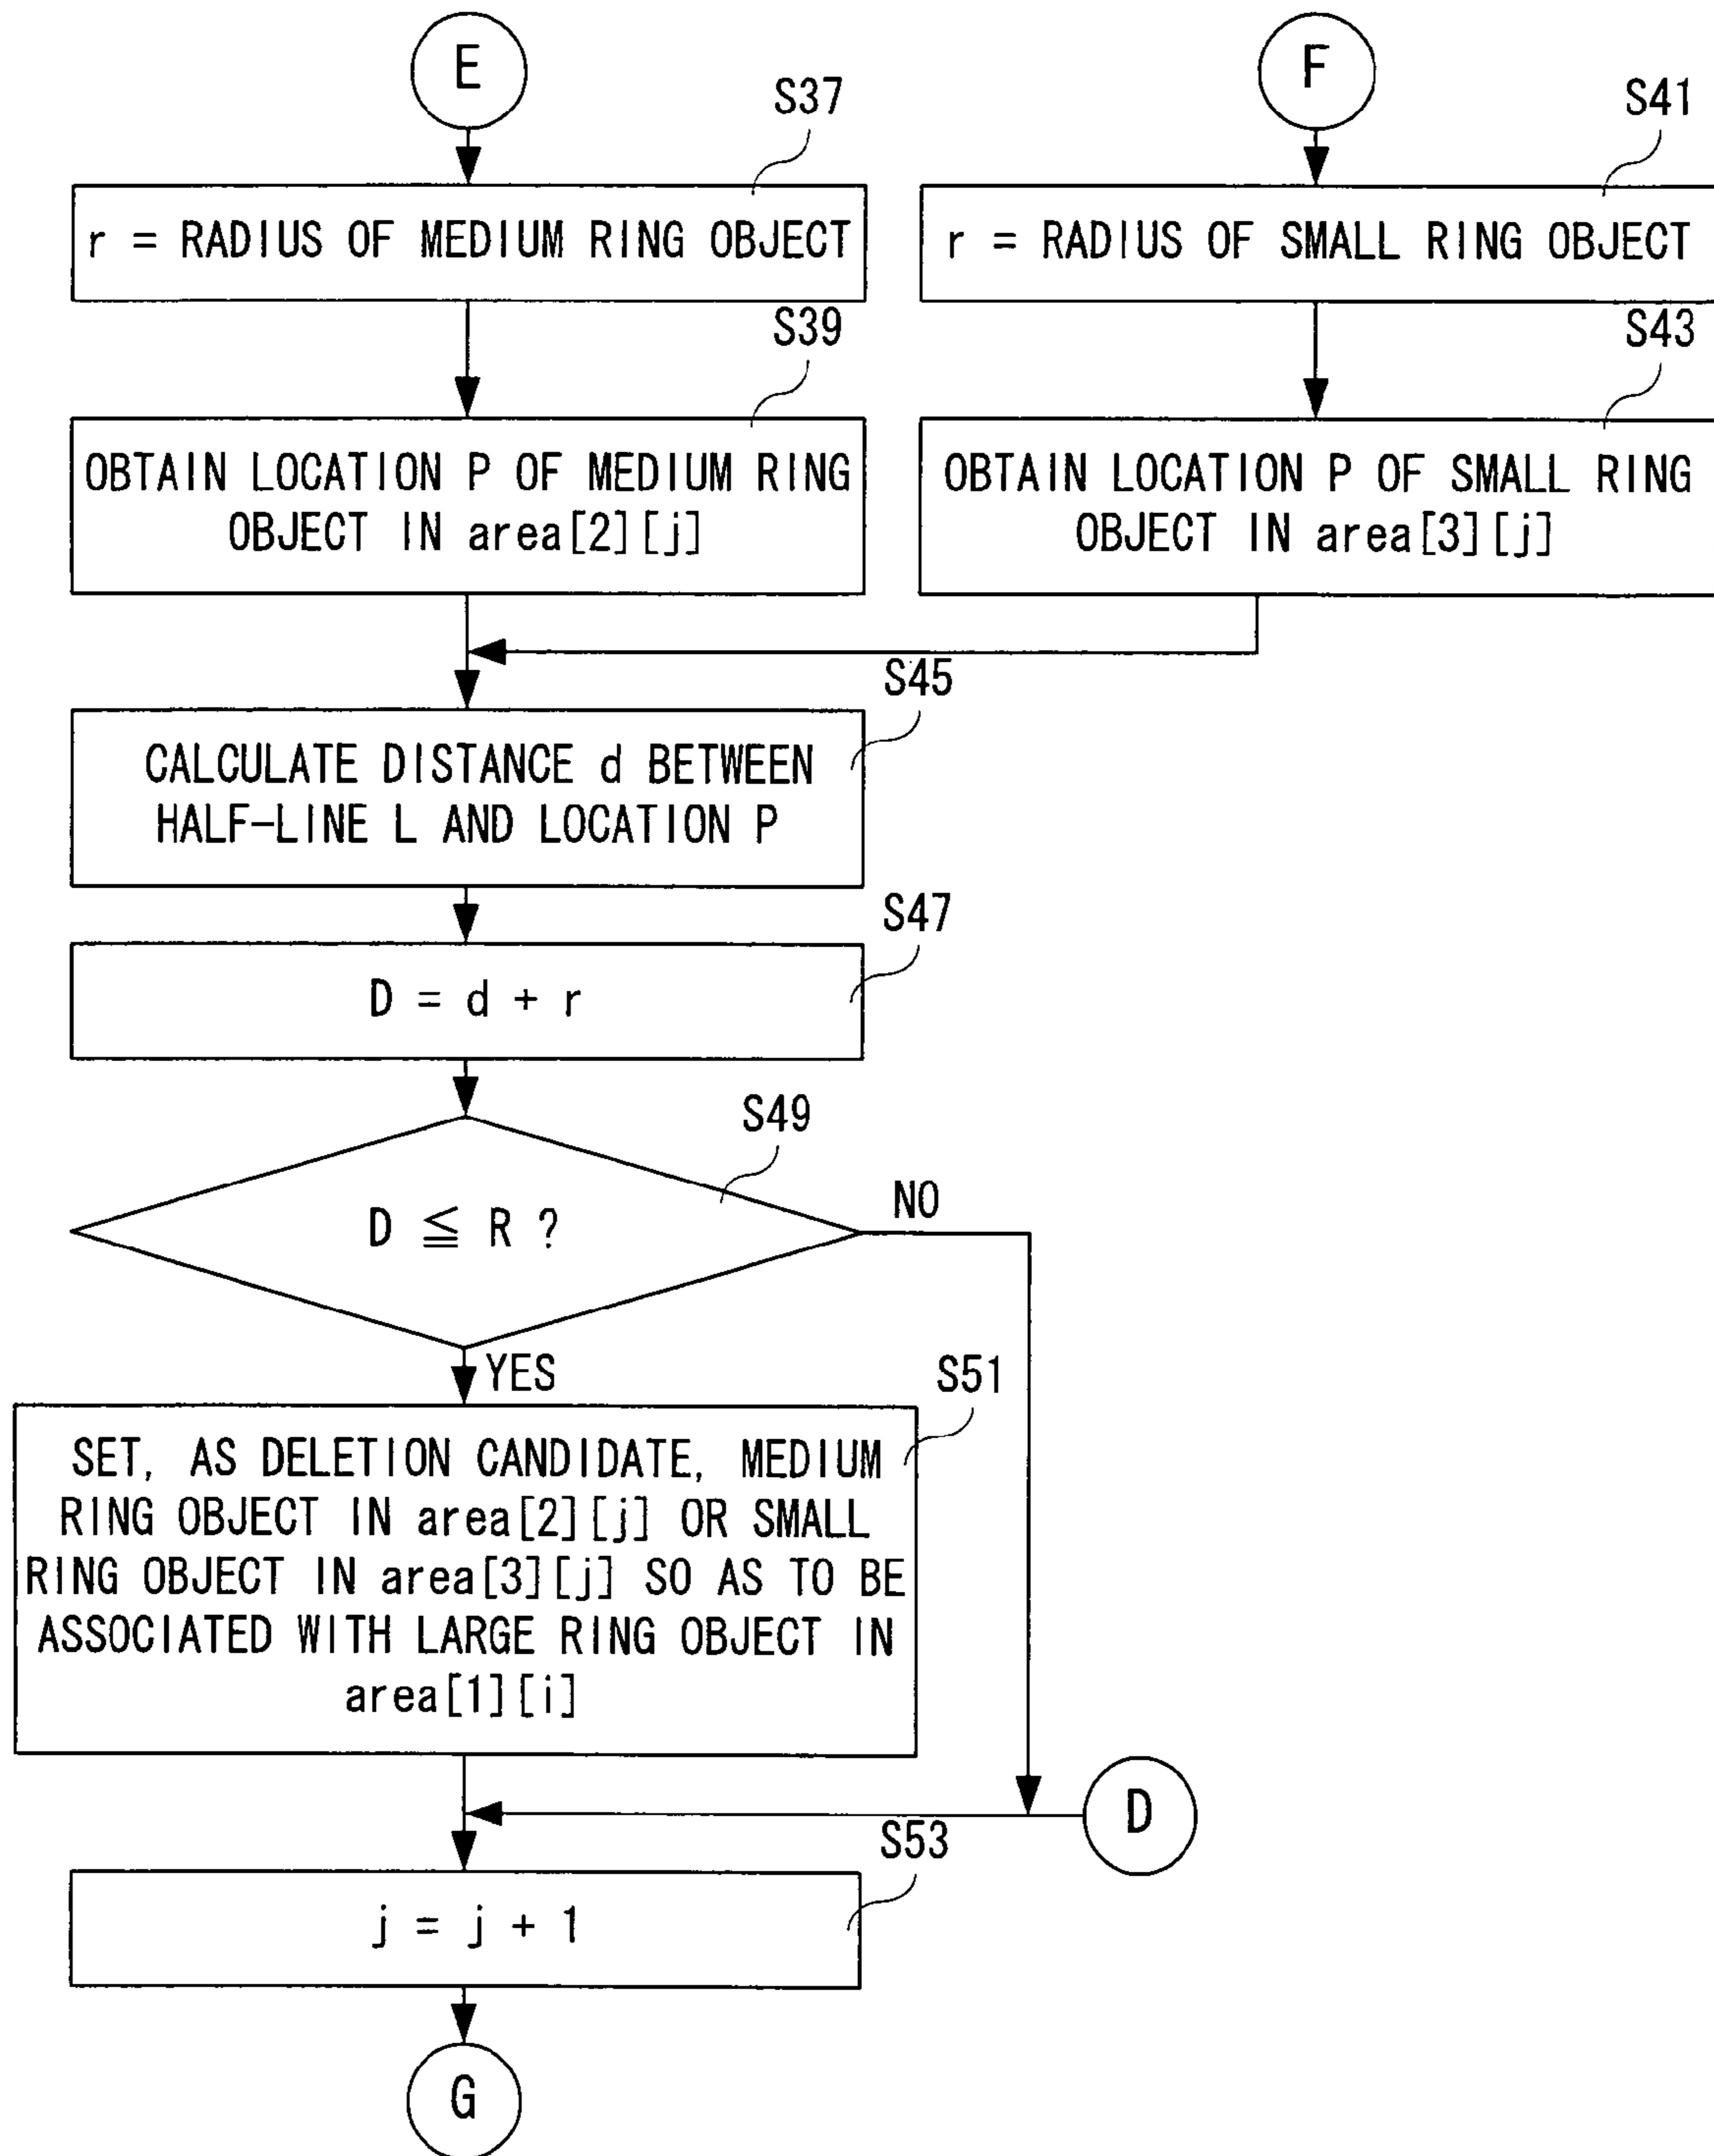 E
F
S37
S41
r = RADIUS OF MEDIUM RING OBJECT
r = RADIUS OF SMALL RING OBJECT
S39
S43
OBTAIN LOCATION P OF MEDIUM RING
OBJECT IN area[2][j]
OBTAIN LOCATION P OF SMALL RING
OBJECT IN area[3][j]
S45
CALCULATE DISTANCE d BETWEEN
HALF-LINE L AND LOCATION P
S47
D = d + r
S49
D ≦ R ?
NO
YES
S51
SET, AS DELETION CANDIDATE, MEDIUM
RING OBJECT IN area[2][j] OR SMALL
RING OBJECT IN area[3][j] SO AS TO BE
ASSOCIATED WITH LARGE RING OBJECT IN
area[1][i]
D
S53
j = j + 1
G